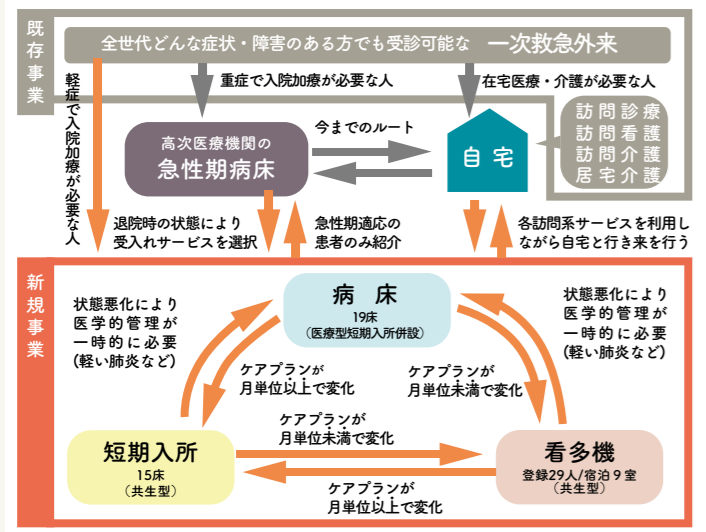 既存事業
全世代どんな症状・障害のある方でも受診可能な 一次救急外来
軽症で入院加療が必要な人
重症で入院加療が必要な人
在宅医療・介護が必要な人
高次医療機関の
急性期病床
今までのルート
自宅
訪問診療
訪問看護
訪問介護
居宅介護
退院時の状態により
受入れサービスを選択
急性期適応の
患者のみ紹介
各訪問系サービスを利用し
ながら自宅と行き来を行う
新規事業
病 床
19床
(医療型短期入所併設)
状態悪化により
医学的管理が
一時的に必要
(軽い肺炎など)
状態悪化により
医学的管理が
一時的に必要
(軽い肺炎など)
ケアプランが
月単位以上で変化
ケアプランが
月単位未満で変化
ケアプランが
月単位未満で変化
短期入所
15床
(共生型)
看多機
登録29人/宿泊9室
(共生型)
ケアプランが
月単位以上で変化